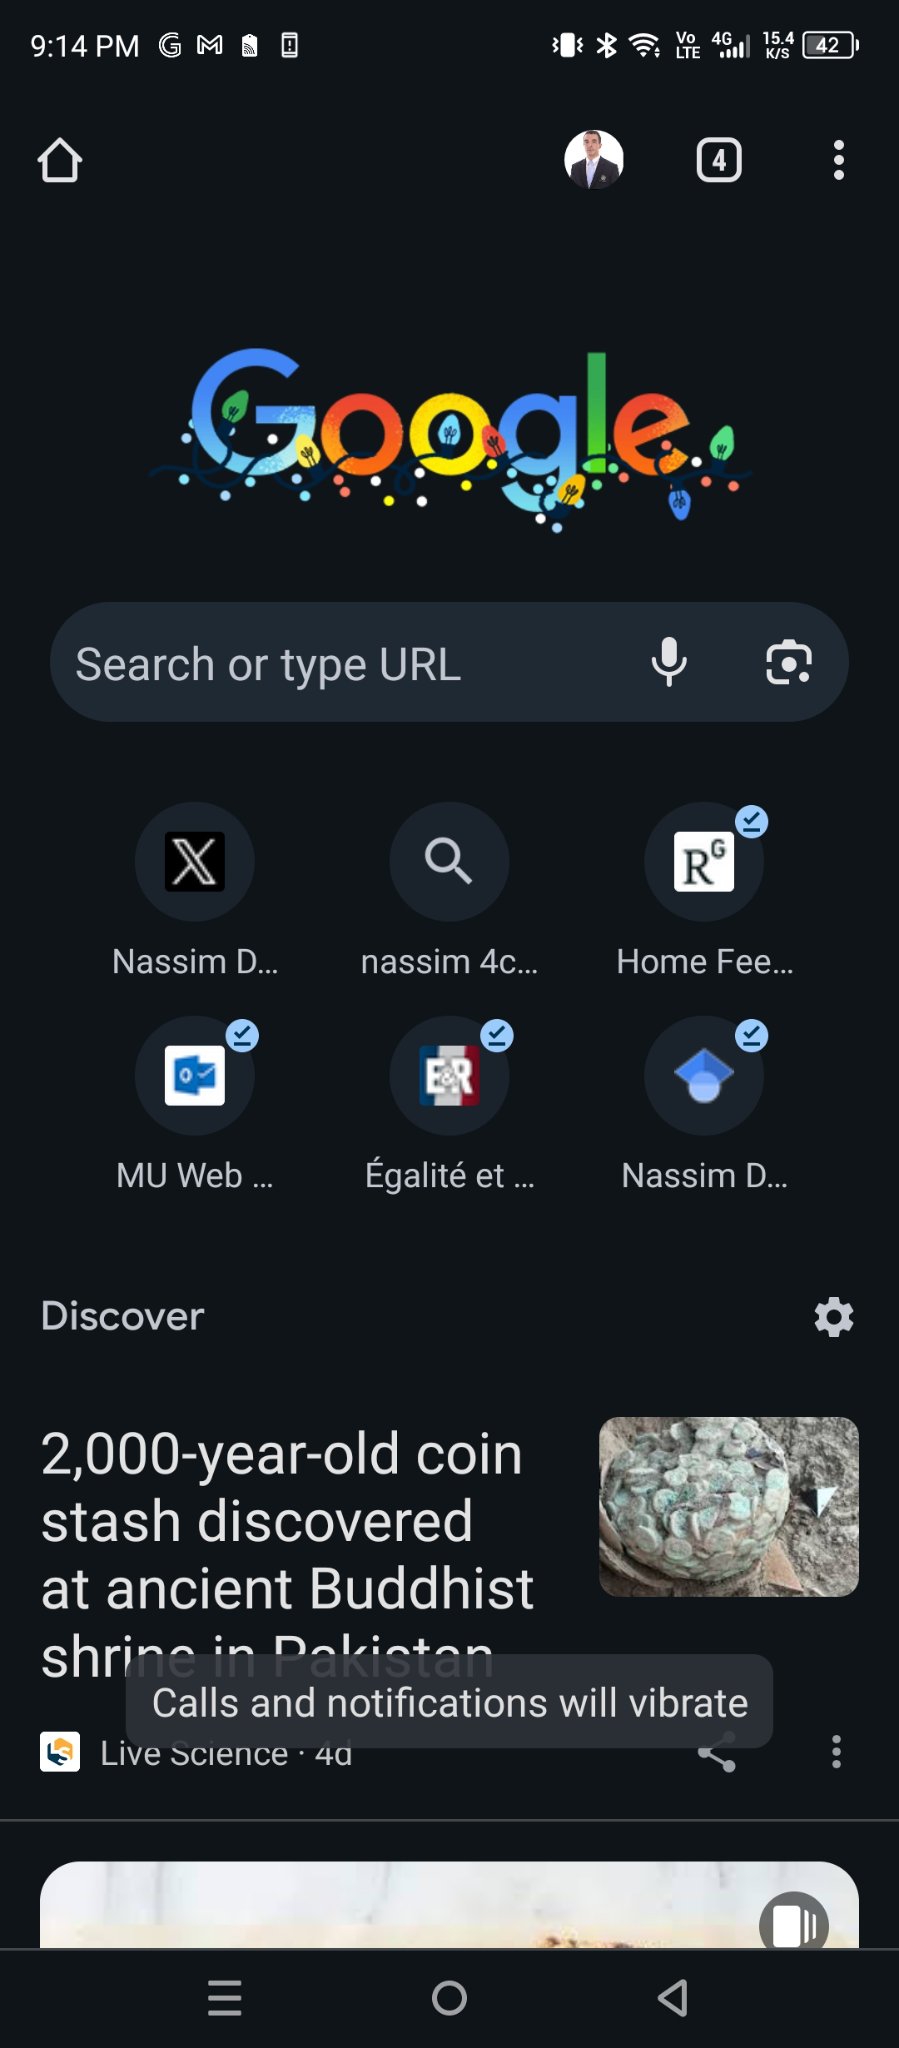 9:14 PM
Vo LTE 4G 15.4 K/S 42
4
Google
Search or type URL
X
RG
Nassim D...
nassim 4c...
Home Fee...
E&R
MU Web ...
Égalité et ...
Nassim D...
Discover
2,000-year-old coin
stash discovered
at ancient Buddhist
shrine in Pakistan
Calls and notifications will vibrate
Live Science · 4d